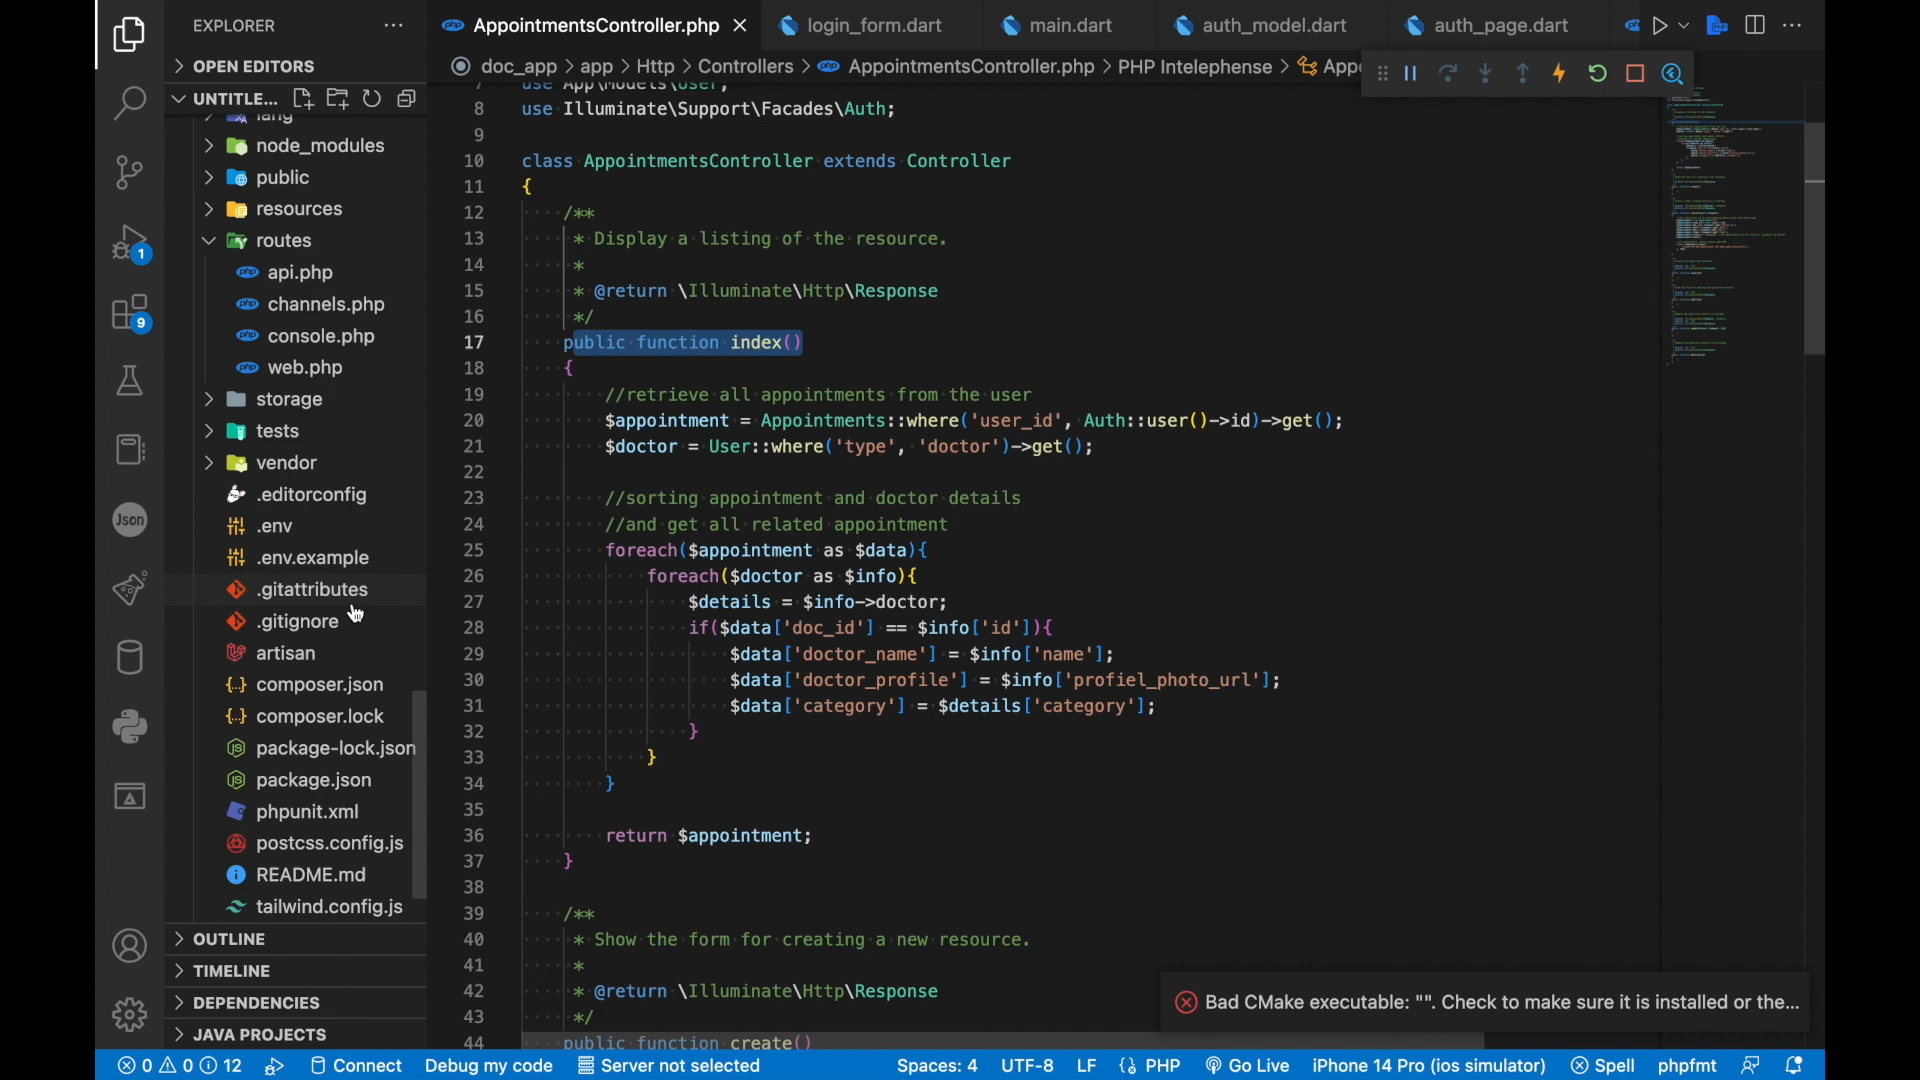 EXPLORER
OPEN EDITORS
UNTITLE...
lang
node_modules
public
resources
routes
api.php
channels.php
console.php
web.php
storage
tests
vendor
.editorconfig
.env
.env.example
.gitattributes
.gitignore
artisan
composer.json
composer.lock
package-lock.json
package.json
phpunit.xml
postcss.config.js
README.md
tailwind.config.js
OUTLINE
TIMELINE
DEPENDENCIES
JAVA PROJECTS
1
9
Json
AppointmentsController.php
login_form.dart
main.dart
auth_model.dart
auth_page.dart
doc_app > app > Http > Controllers > AppointmentsController.php > PHP Intelephense > Appo
7 use App\Models\User;
8 use Illuminate\Support\Facades\Auth;
9
10 class AppointmentsController extends Controller
11 {
12 /**
13 * Display a listing of the resource.
14 *
15 * @return \Illuminate\Http\Response
16 */
17 public function index()
18 {
19 //retrieve all appointments from the user
20 $appointment = Appointments::where('user_id', Auth::user()->id)->get();
21 $doctor = User::where('type', 'doctor')->get();
22
23 //sorting appointment and doctor details
24 //and get all related appointment
25 foreach($appointment as $data){
26 foreach($doctor as $info){
27 $details = $info->doctor;
28 if($data['doc_id'] == $info['id']){
29 $data['doctor_name'] = $info['name'];
30 $data['doctor_profile'] = $info['profiel_photo_url'];
31 $data['category'] = $details['category'];
32 }
33 }
34 }
35
36 return $appointment;
37 }
38
39 /**
40 * Show the form for creating a new resource.
41 *
42 * @return \Illuminate\Http\Response
43 */
44 public function create()
Bad CMake executable: "". Check to make sure it is installed or the...
0 0 12 Connect Debug my code Server not selected Spaces: 4 UTF-8 LF {} PHP Go Live iPhone 14 Pro (ios simulator) Spell phpfmt